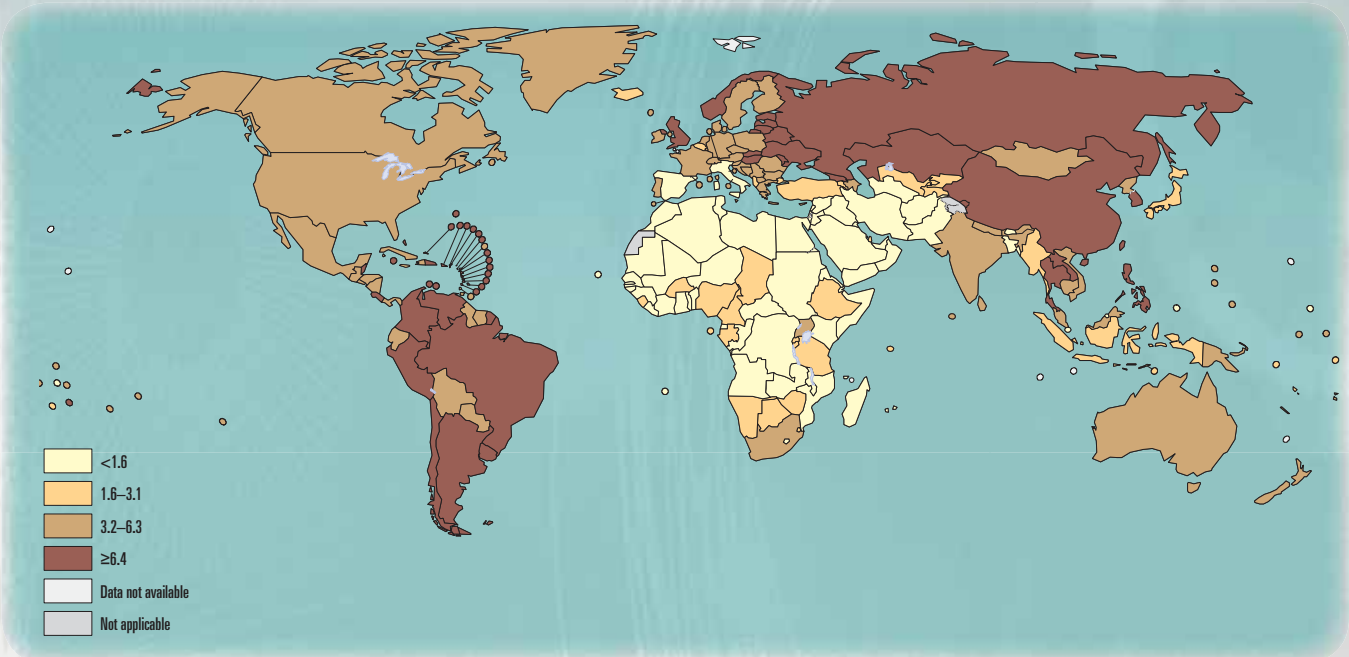 <1.6
1.6–3.1
3.2–6.3
≥6.4
Data not available
Not applicable